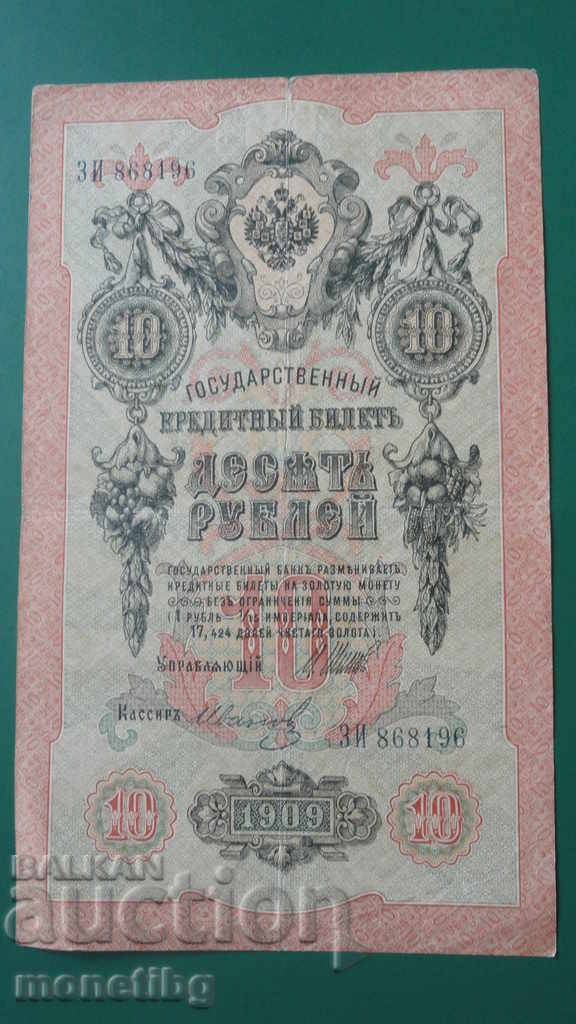 ЗИ 868196
10
10
ГОСУДАРСТВЕННЫЙ
КРЕДИТНЫЙ БИЛЕТЪ
ДЕСЯТЬ
РУБЛЕЙ
ГОСУДАРСТВЕННЫЙ БАНКЪ РАЗМѢНИВАЕТЪ
КРЕДИТНЫЕ БИЛЕТЫ НА ЗОЛОТУЮ МОНЕТУ
БЕЗЪ ОГРАНИЧЕНІЯ СУММЫ
(1 РУБЛЬ = 1/15 ИМПЕРІАЛА, СОДЕРЖИТЪ
17,424 ДОЛЕЙ ЧИСТАГО ЗОЛОТА).
10
УПРАВЛЯЮЩІЙ
КАССИРЪ
ЗИ 868196
10
1909
10
BALKAN
auction
monetibg